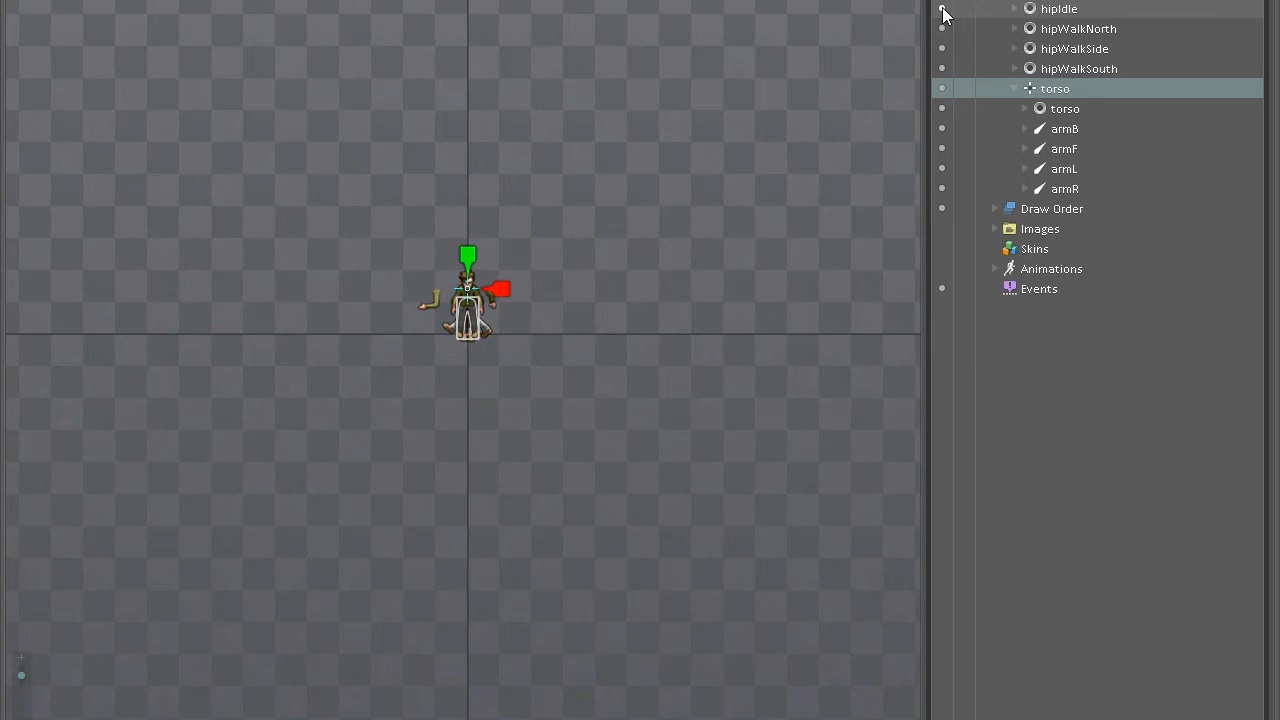 hipIdle
hipWalkNorth
hipWalkSide
hipWalkSouth
torso
torso
armB
armF
armL
armR
Draw Order
Images
Skins
Animations
Events